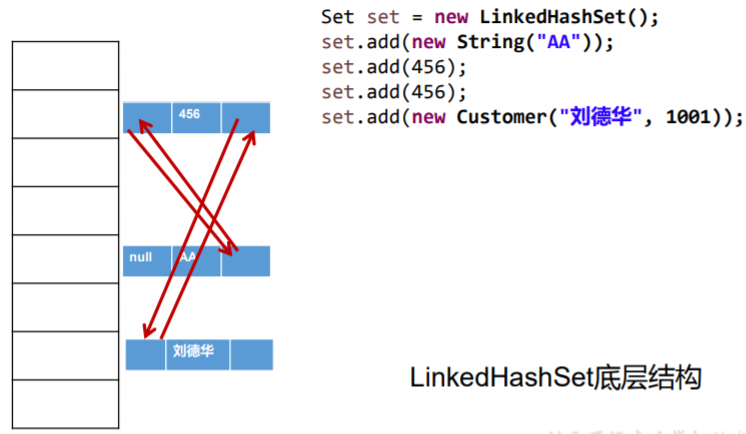 Set set = new LinkedHashSet();
set.add(new String("AA"));
set.add(456);
set.add(456);
set.add(new Customer("刘德华", 1001));
456
null AA
刘德华
LinkedHashSet底层结构